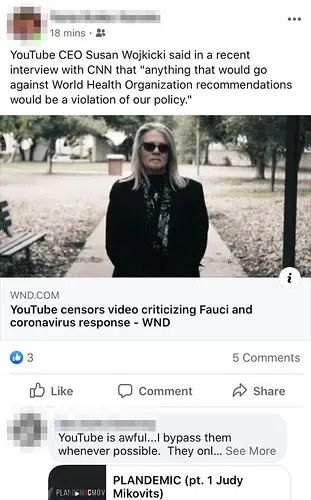 18 mins
YouTube CEO Susan Wojkicki said in a recent
interview with CNN that "anything that would go
against World Health Organization recommendations
would be a violation of our policy."
i
WND.COM
YouTube censors video criticizing Fauci and
coronavirus response - WND
3
5 Comments
Like
Comment
Share
YouTube is awful...I bypass them
whenever possible. They onl... See More
PLANDEMICMOV
PLANDEMIC (pt. 1 Judy
Mikovits)